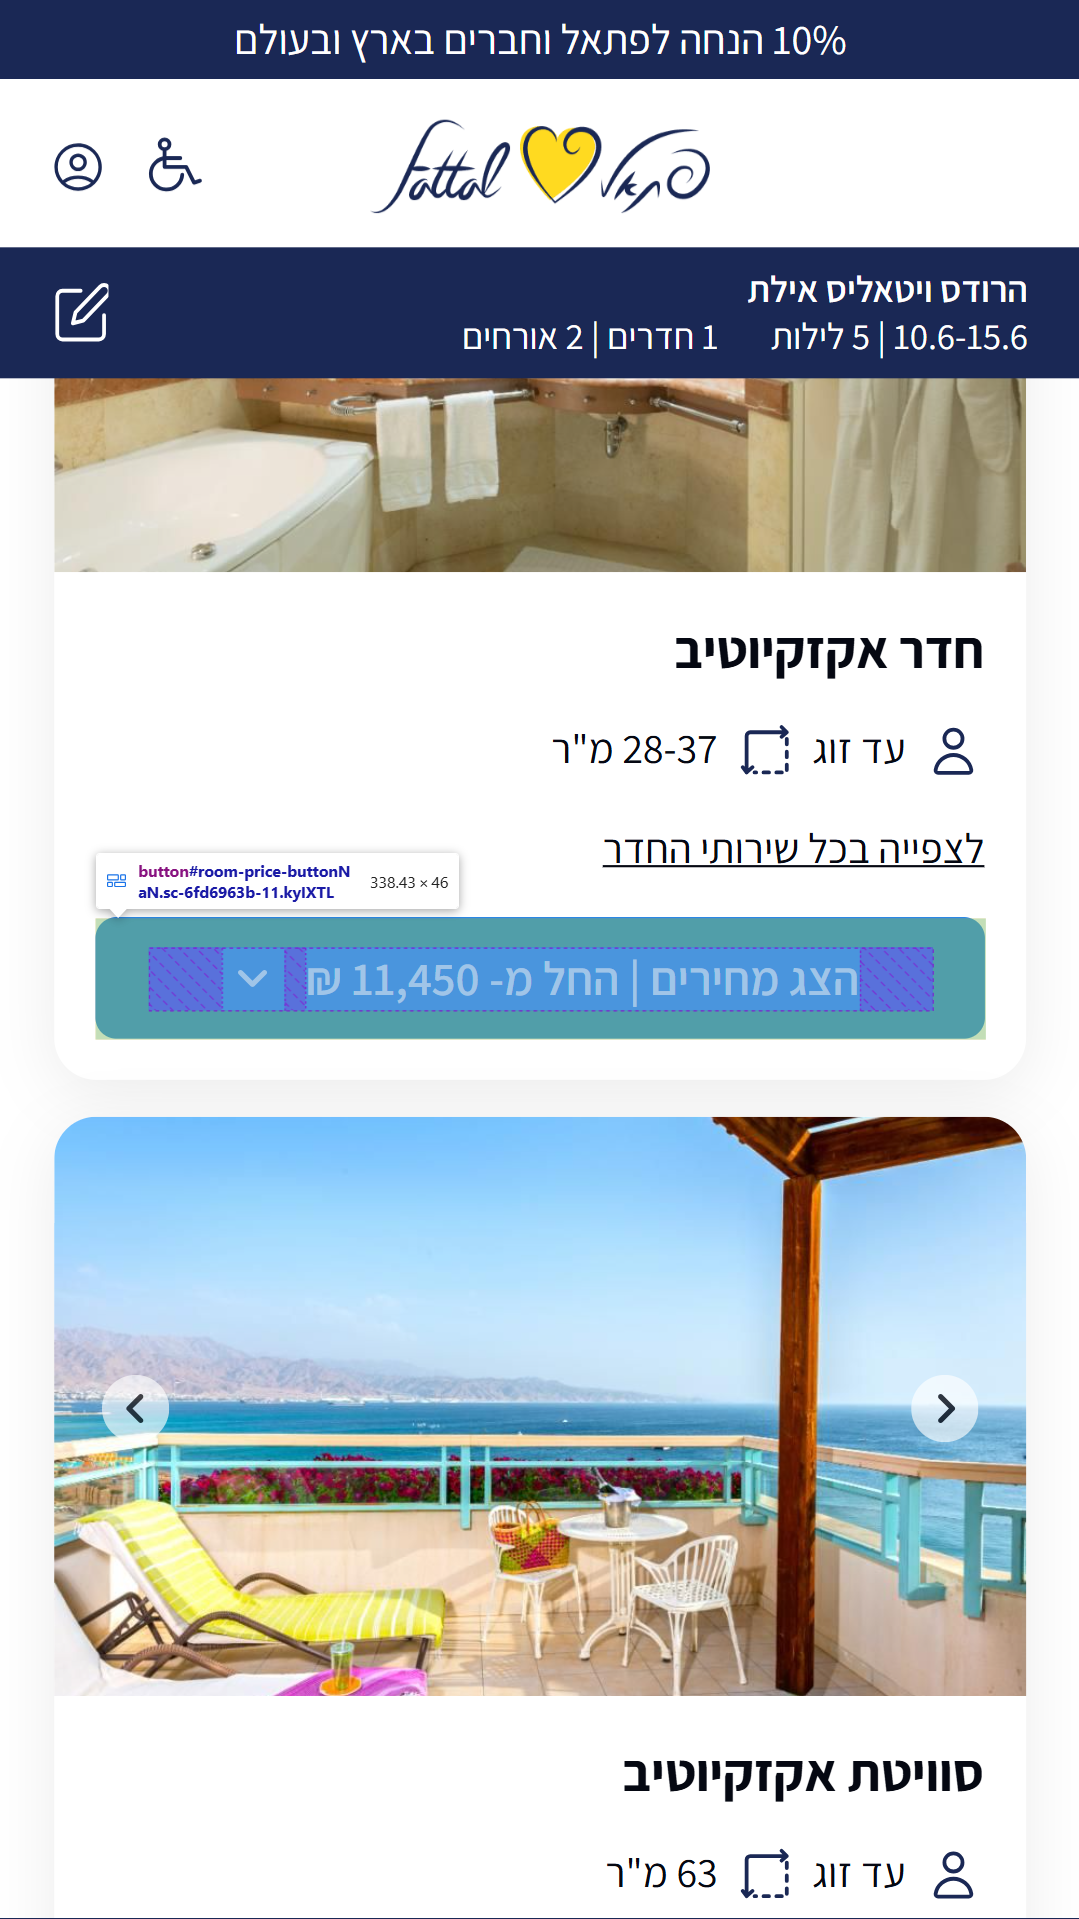 10% הנחה לפתאל וחברים בארץ ובעולם
פתאל Fattal
הרודס ויטאליס אילת
10.6-15.6 | 5 לילות 1 חדרים | 2 אורחים
חדר אקזקיוטיב
עד זוג 28-37 מ"ר
לצפייה בכל שירותי החדר
button#room-price-buttonN
aN.sc-6fd6963b-11.kyIXTL 338.43 × 46
הצג מחירים | החל מ- 11,450 ₪
סוויטת אקזקיוטיב
עד זוג 63 מ"ר